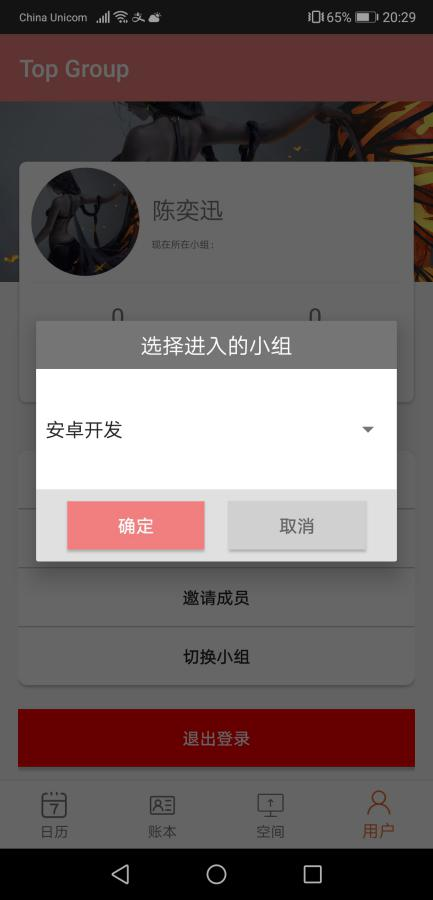 China Unicom 65% 20:29
Top Group
陈奕迅
现在所在小组：
0 0
选择进入的小组
安卓开发
确定 取消
邀请成员
切换小组
退出登录
7
日历 账本 空间 用户